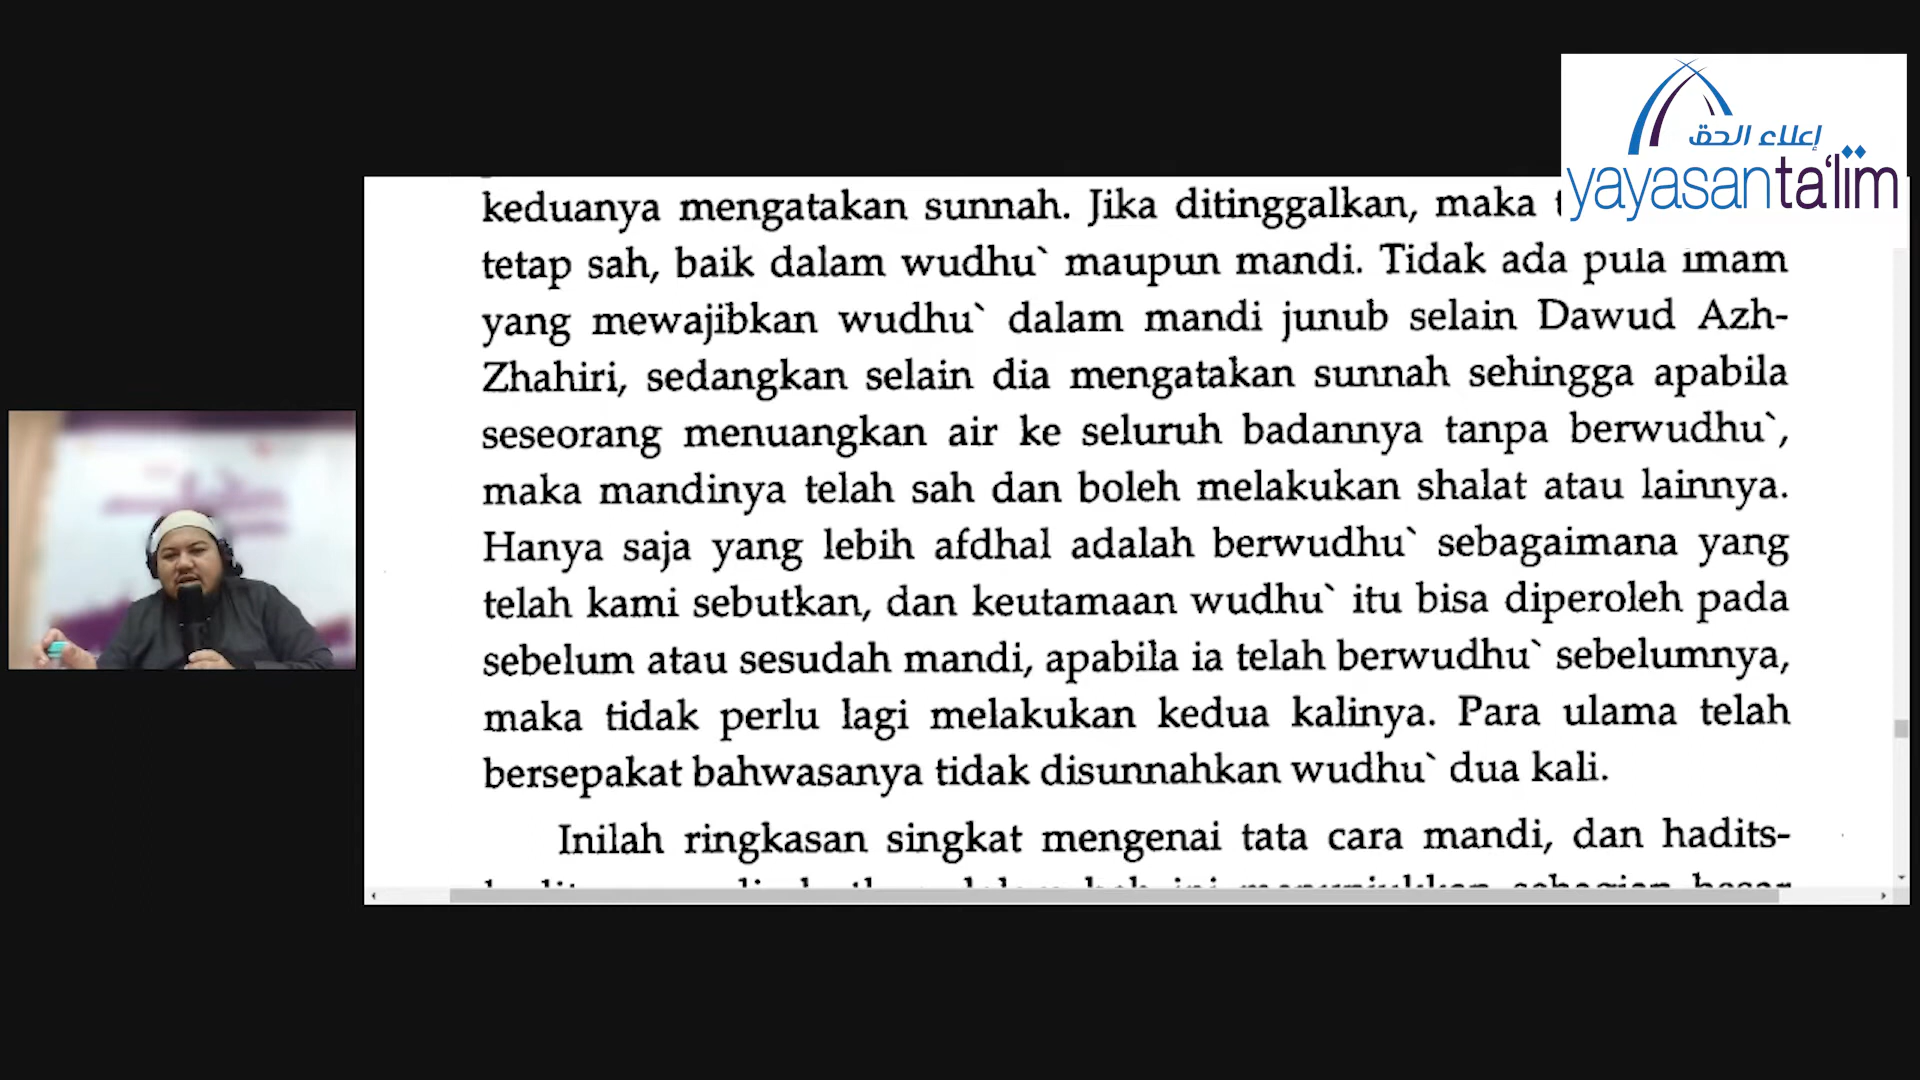 إعلاء الحق
yayasanta'lim
keduanya mengatakan sunnah. Jika ditinggalkan, maka
tetap sah, baik dalam wudhu` maupun mandi. Tidak ada pula imam
yang mewajibkan wudhu` dalam mandi junub selain Dawud Azh-
Zhahiri, sedangkan selain dia mengatakan sunnah sehingga apabila
seseorang menuangkan air ke seluruh badannya tanpa berwudhu`,
maka mandinya telah sah dan boleh melakukan shalat atau lainnya.
Hanya saja yang lebih afdhal adalah berwudhu` sebagaimana yang
telah kami sebutkan, dan keutamaan wudhu` itu bisa diperoleh pada
sebelum atau sesudah mandi, apabila ia telah berwudhu` sebelumnya,
maka tidak perlu lagi melakukan kedua kalinya. Para ulama telah
bersepakat bahwasanya tidak disunnahkan wudhu` dua kali.
Inilah ringkasan singkat mengenai tata cara mandi, dan hadits-